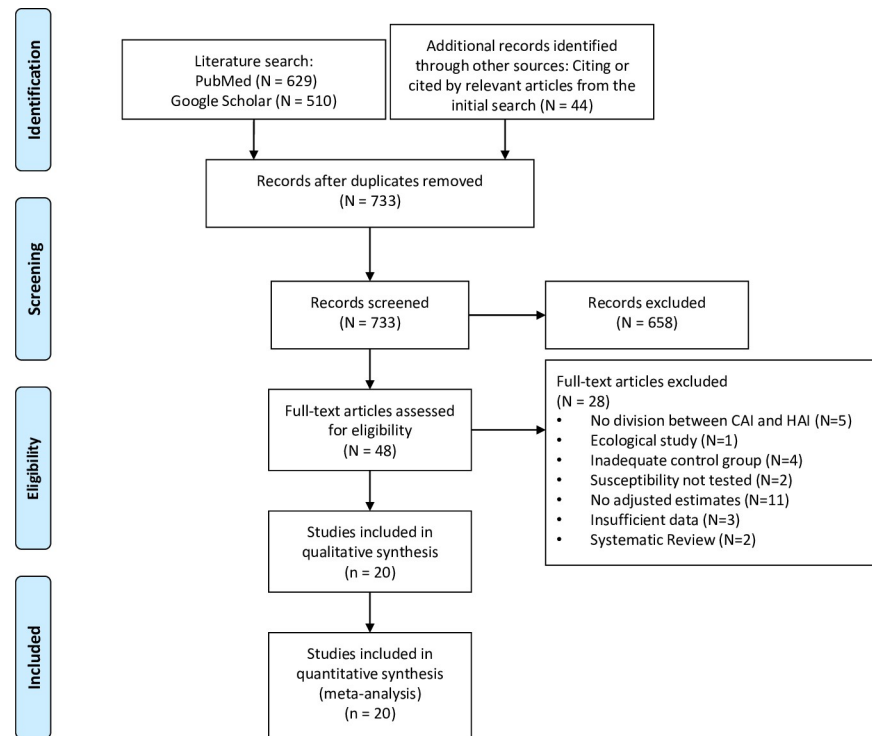 Identification
Literature search:
PubMed (N = 629)
Google Scholar (N = 510)
Additional records identified
through other sources: Citing or
cited by relevant articles from the
initial search (N = 44)
Records after duplicates removed
(N = 733)
Screening
Records screened
(N = 733)
Records excluded
(N = 658)
Eligibility
Full-text articles assessed
for eligibility
(N = 48)
Full-text articles excluded
(N = 28)
• No division between CAI and HAI (N=5)
• Ecological study (N=1)
• Inadequate control group (N=4)
• Susceptibility not tested (N=2)
• No adjusted estimates (N=11)
• Insufficient data (N=3)
• Systematic Review (N=2)
Studies included in
qualitative synthesis
(n = 20)
Included
Studies included in
quantitative synthesis
(meta-analysis)
(n = 20)